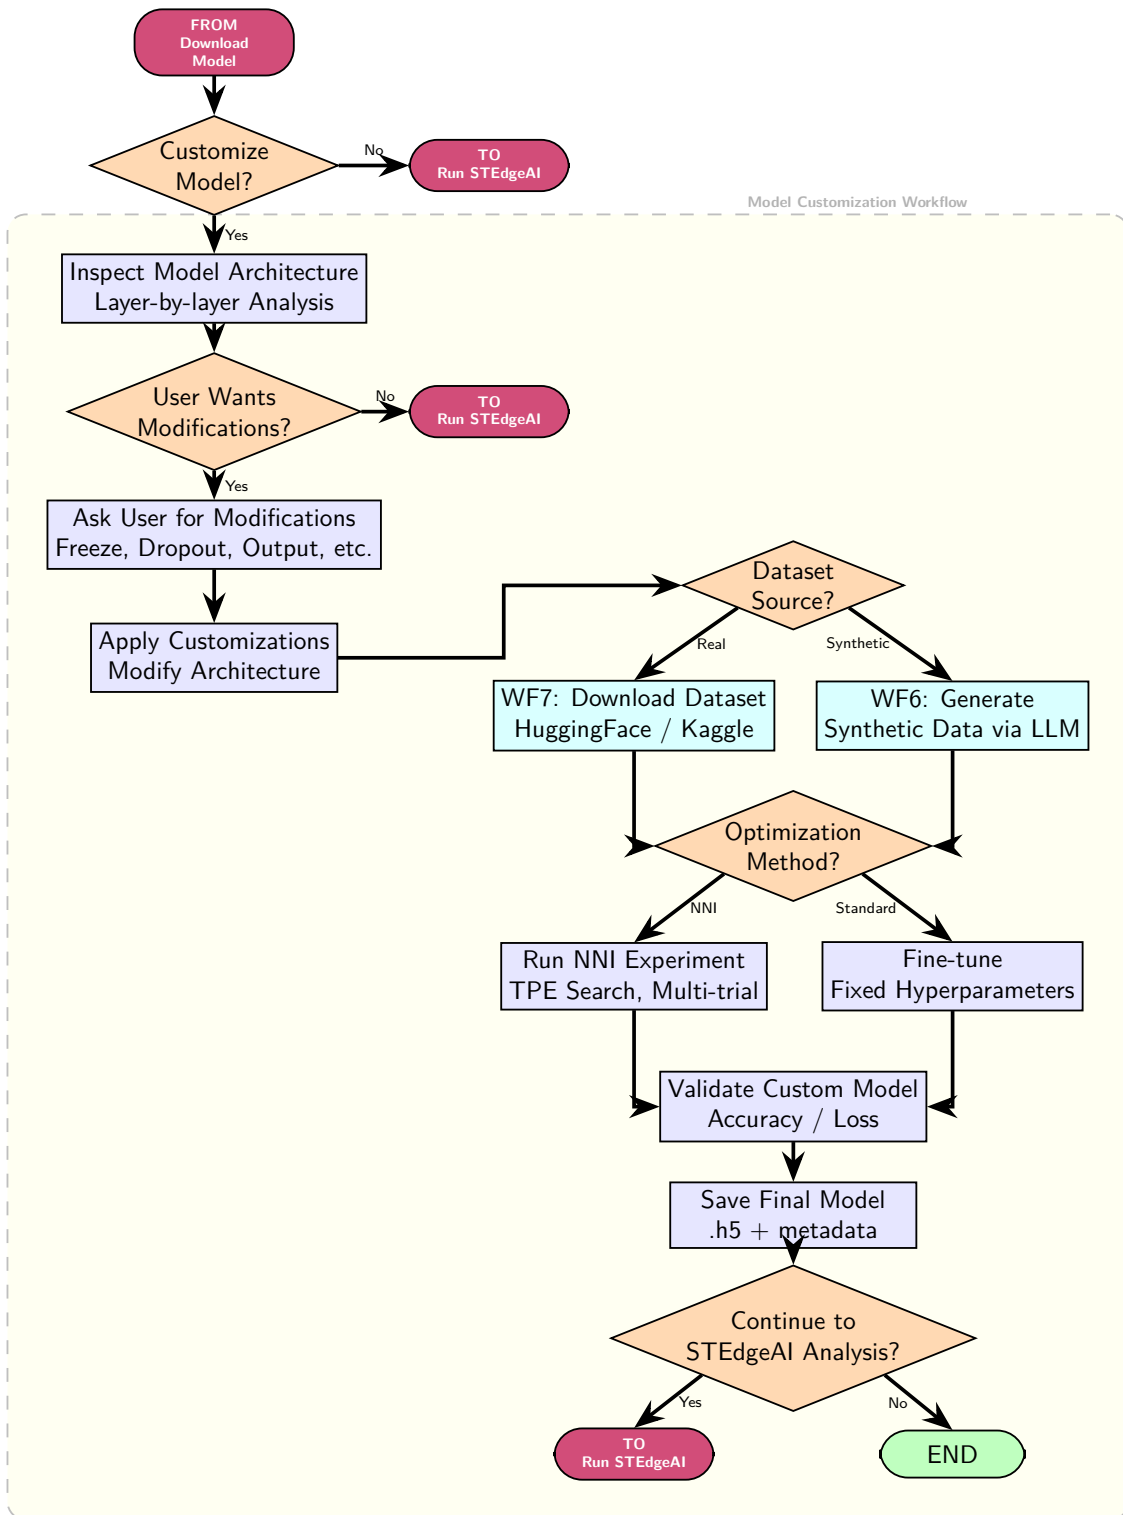 FROM
Download
Model
Customize
Model?
No
TO
Run STEdgeAI
Model Customization Workflow
Yes
Inspect Model Architecture
Layer-by-layer Analysis
User Wants
Modifications?
No
TO
Run STEdgeAI
Yes
Ask User for Modifications
Freeze, Dropout, Output, etc.
Apply Customizations
Modify Architecture
Dataset
Source?
Real
Synthetic
WF7: Download Dataset
HuggingFace / Kaggle
WF6: Generate
Synthetic Data via LLM
Optimization
Method?
NNI
Standard
Run NNI Experiment
TPE Search, Multi-trial
Fine-tune
Fixed Hyperparameters
Validate Custom Model
Accuracy / Loss
Save Final Model
.h5 + metadata
Continue to
STEdgeAI Analysis?
Yes
No
TO
Run STEdgeAI
END